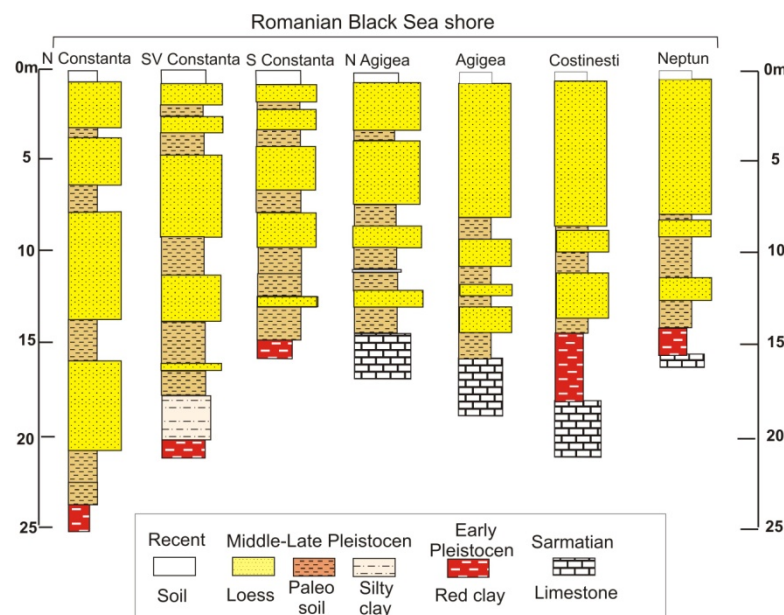 Romanian Black Sea shore
N Constanta SV Constanta S Constanta N Agigea Agigea Costinesti Neptun
0m 0m
5 5
10 10
15 15
20 20
25 25
Recent Middle-Late Pleistocen Early Pleistocen Sarmatian
Soil Loess Paleo soil Silty clay Red clay Limestone